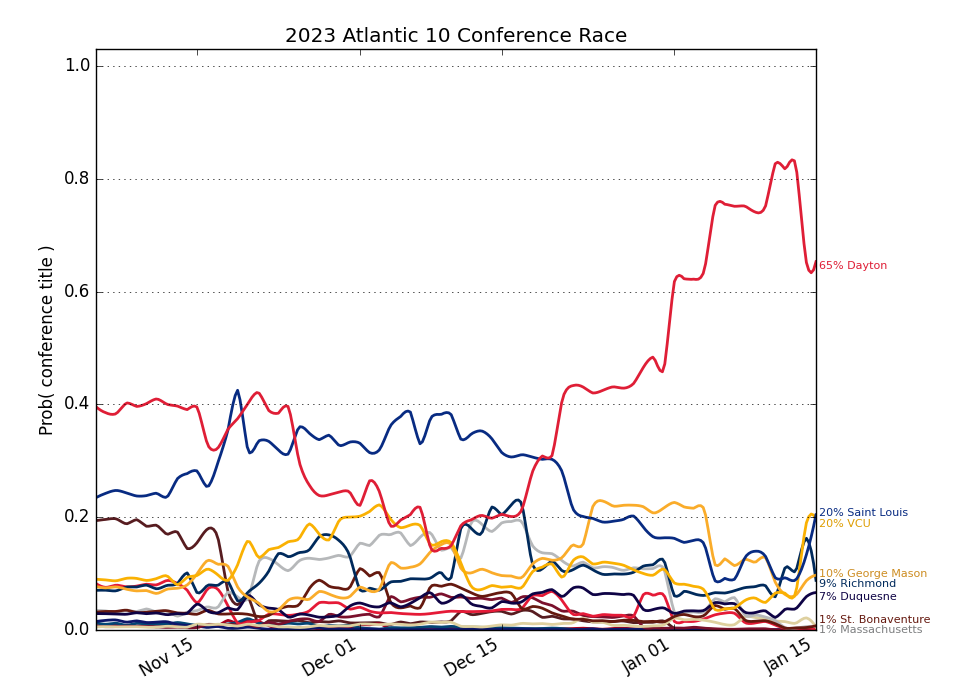 2023 Atlantic 10 Conference Race
Prob( conference title )
1.0
0.8
0.6
0.4
0.2
0.0
Nov 15
Dec 01
Dec 15
Jan 01
Jan 15
65% Dayton
20% Saint Louis
20% VCU
10% George Mason
9% Richmond
7% Duquesne
1% St. Bonaventure
1% Massachusetts